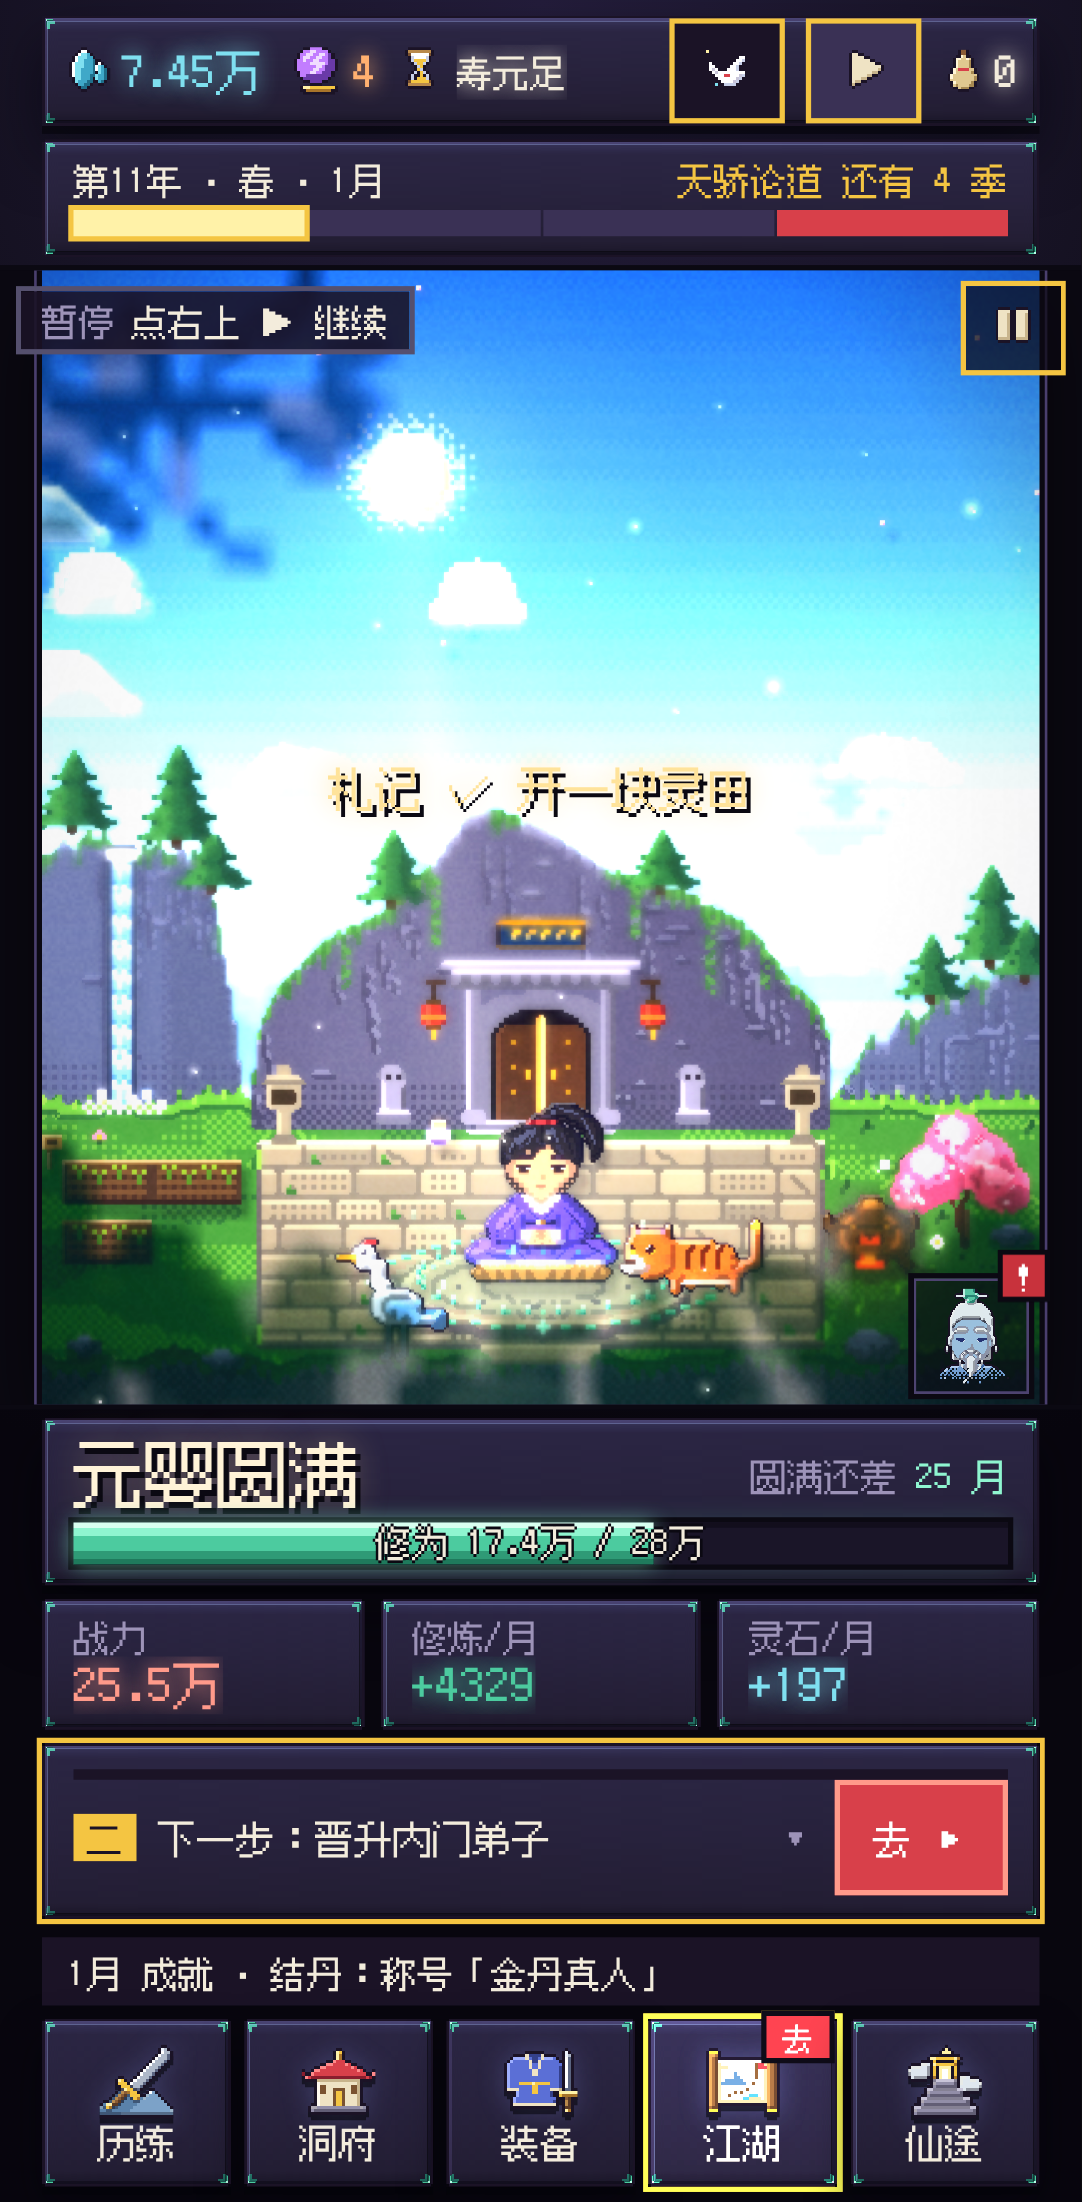 7.45万 4 寿元足 0
第11年 · 春 · 1月 天骄论道 还有 4 季
暂停 点右上 ▶ 继续
札记 ✓ 开一块灵田
!
元婴圆满 圆满还差 25 月
修为 17.4万 / 28万
战力 修炼/月 灵石/月
25.5万 +4329 +197
二 下一步：晋升内门弟子 ▼ 去 ▶
1月 成就 · 结丹：称号「金丹真人」
去
历练 洞府 装备 江湖 仙途